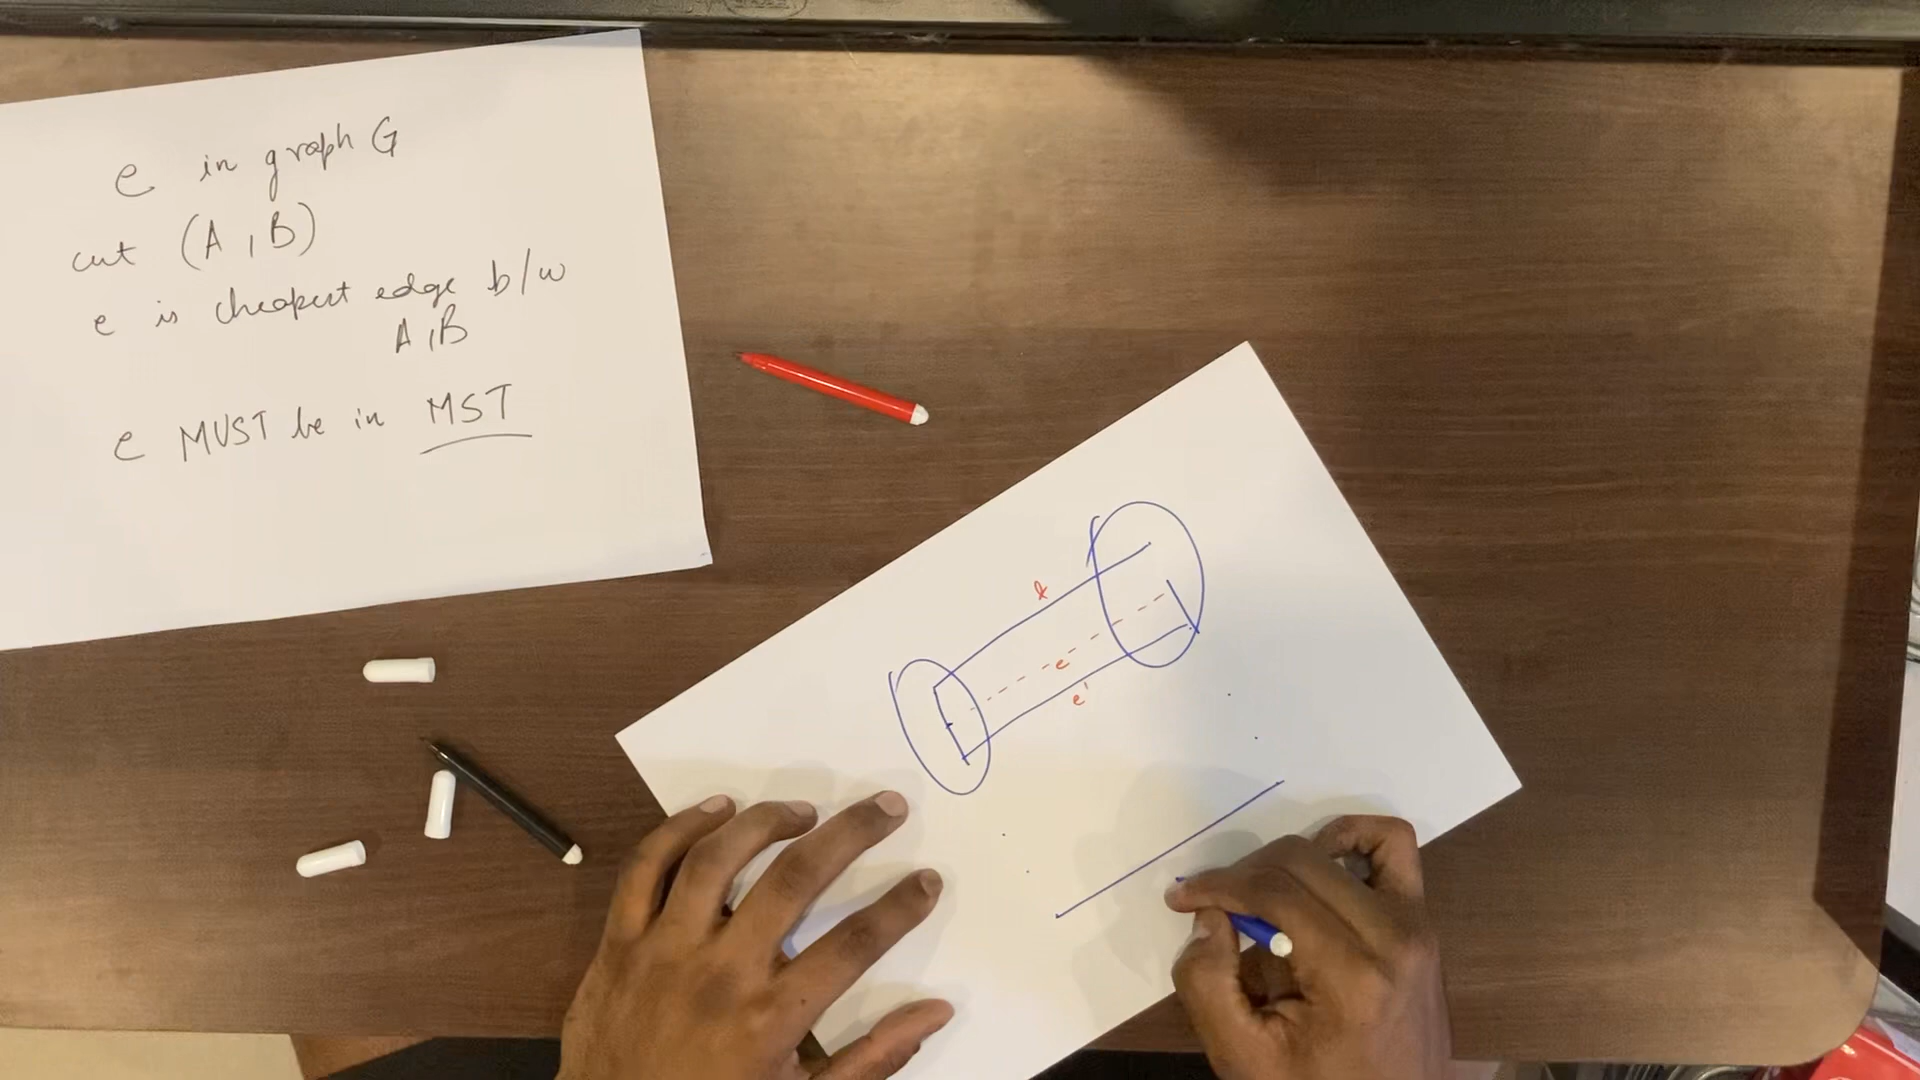 e in graph G
cut (A, B)
e is cheapest edge b/w
A, B
e MUST be in MST
e
e'